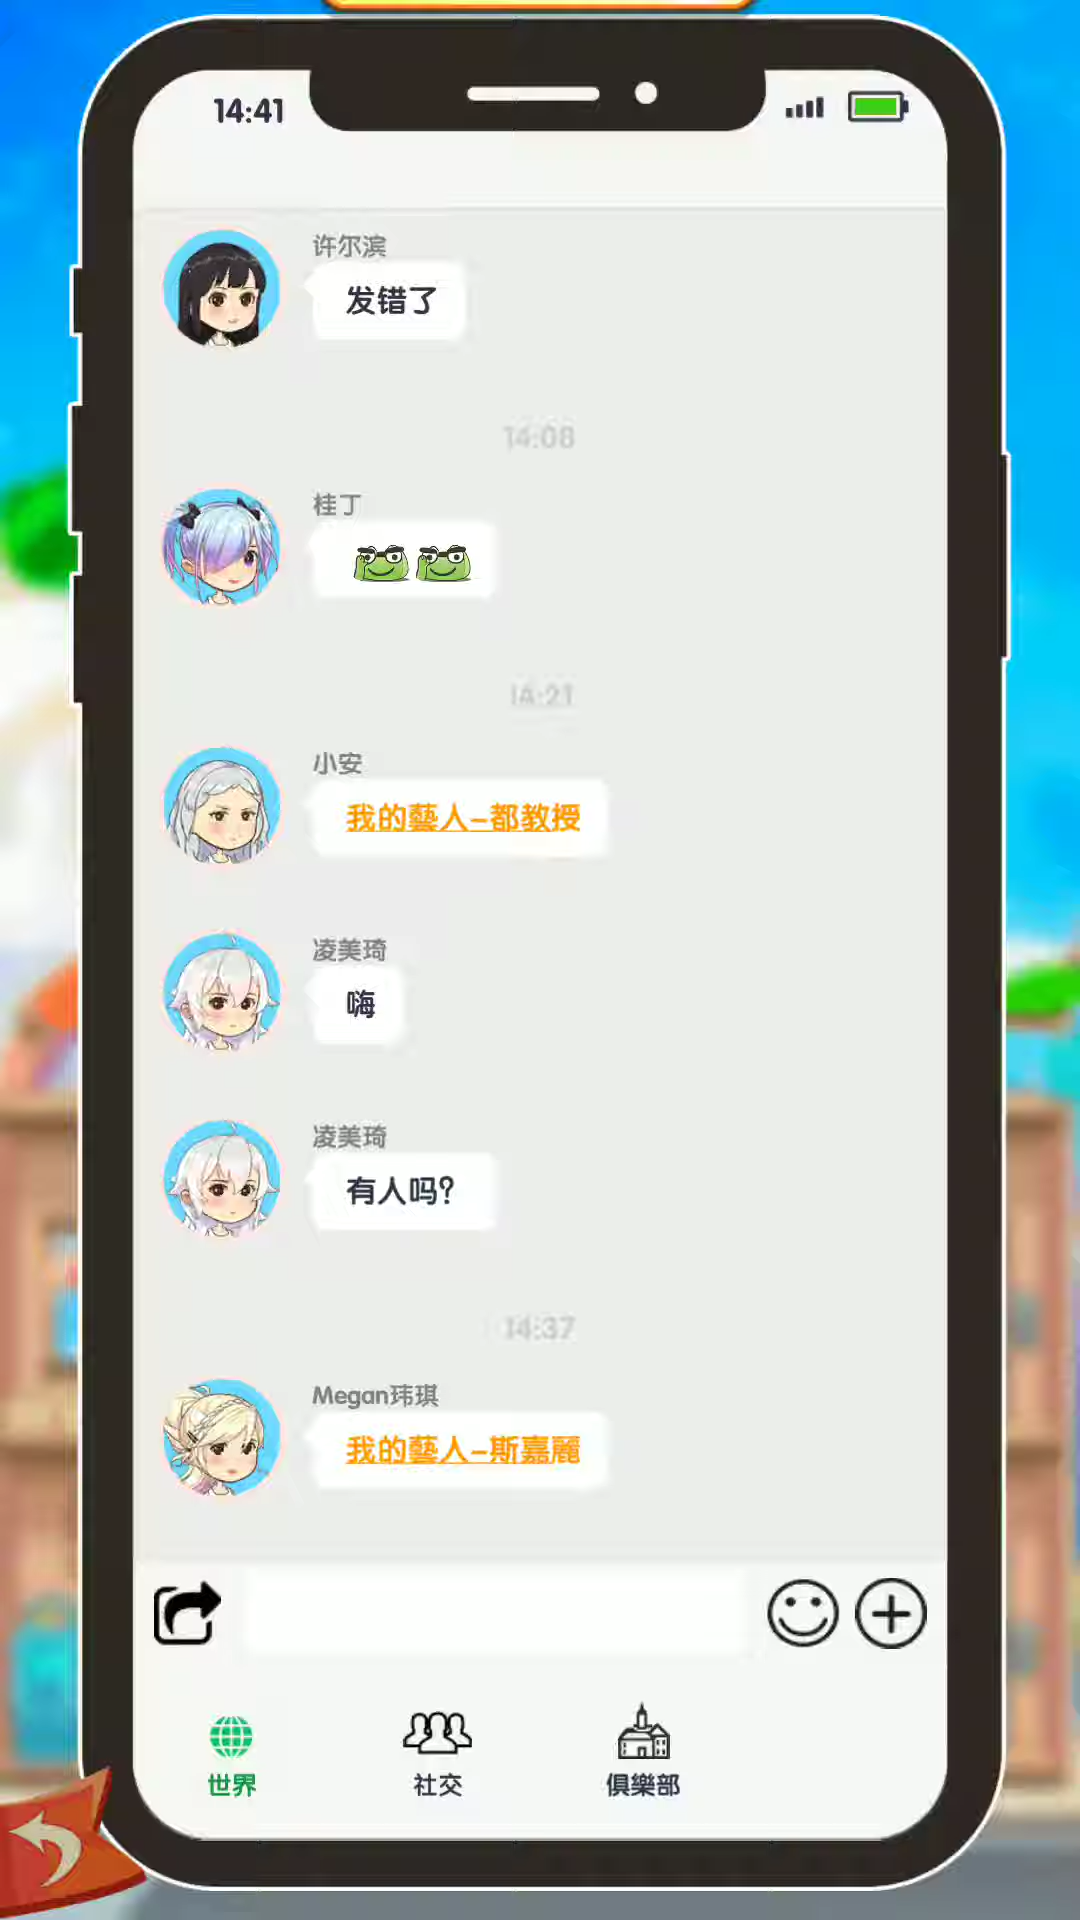 14:41
许尔滨
发错了
14:08
桂丁
14:21
小安
我的藝人-都教授
凌美琦
嗨
凌美琦
有人吗?
14:37
Megan玮琪
我的藝人-斯嘉麗
世界
社交
俱樂部